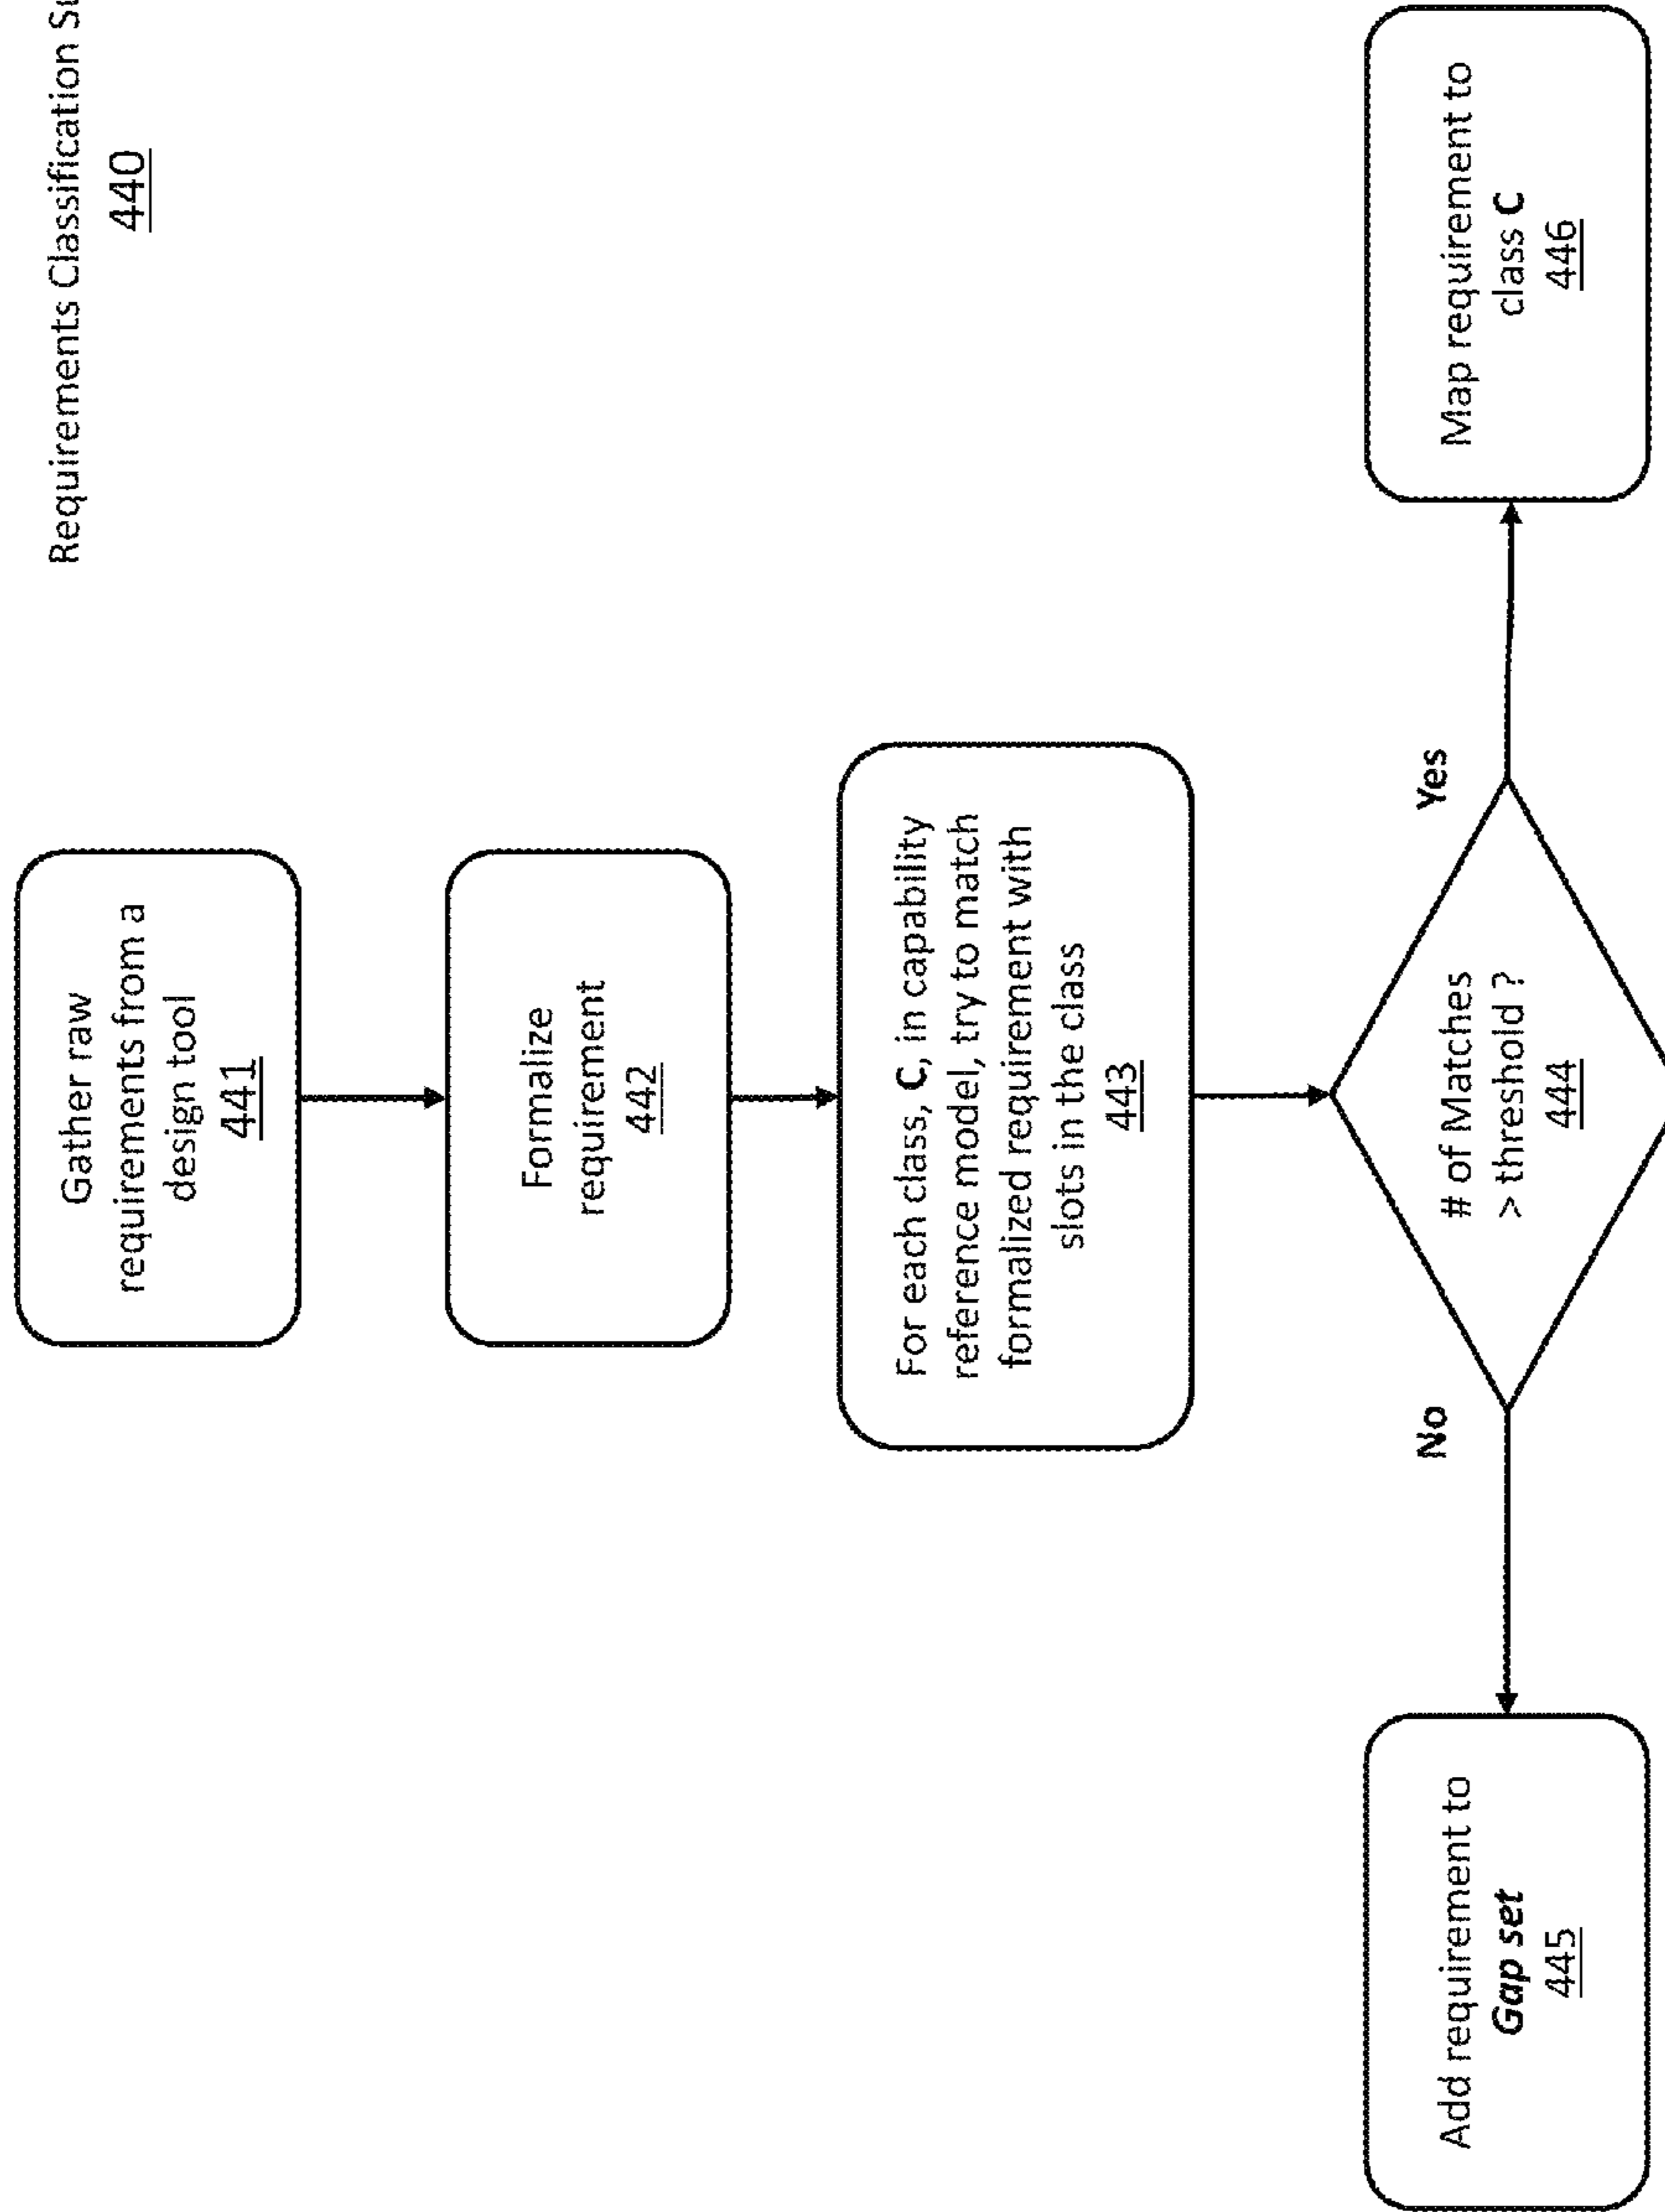 Requirements Classification
440
Gather raw
requirements from a
design tool
441
Formalize
requirement
442
For each class, C, in capability
reference model, try to match
formalized requirement with
slots in the class
443
# of Matches
> threshold ?
444
No
Yes
Add requirement to
Gap set
445
Map requirement to
class C
446